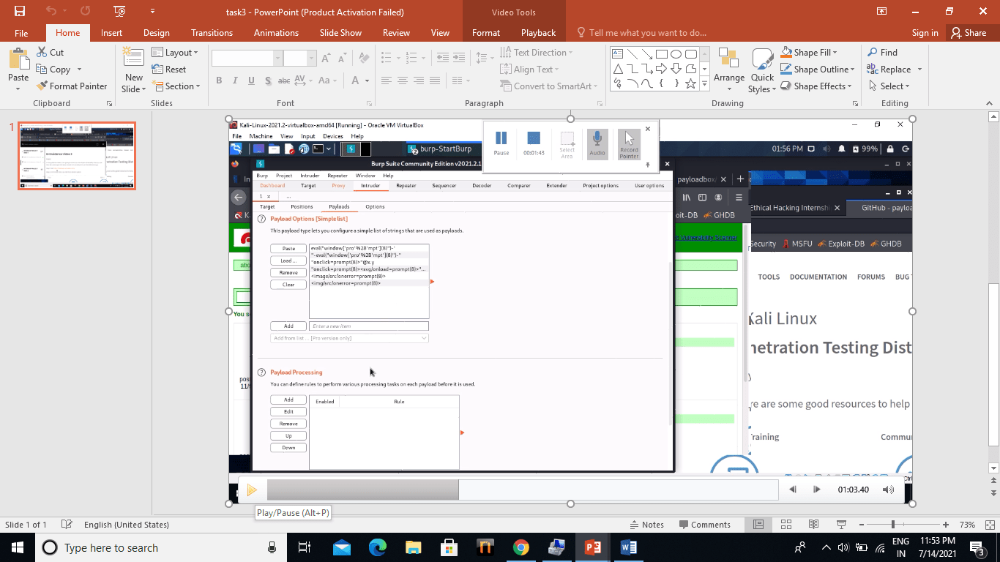 task3 - PowerPoint (Product Activation Failed)
Video Tools
File
Home
Insert
Design
Transitions
Animations
Slide Show
Review
View
Format
Playback
Tell me what you want to do...
Sign in
Share
Paste
Cut
Copy
Format Painter
Clipboard
New
Slide
Layout
Reset
Section
Slides
B I U S abc AV Aa A
Font
Text Direction
Align Text
Convert to SmartArt
Paragraph
Arrange
Quick
Styles
Shape Fill
Shape Outline
Shape Effects
Drawing
Find
Replace
Select
Editing
1
Kali-Linux-2021.2-virtualbox-amd64 [Running] - Oracle VM VirtualBox
File Machine View Input Devices Help
burp-StartBurp
01:56 PM
99%
Pause
00:01:43
Select
Area
Audio
Record
Pointer
Burp Suite Community Edition v2021.2.1
Burp Project Intruder Repeater Window Help
Dashboard Target Proxy Intruder Repeater Sequencer Decoder Comparer Extender Project options User options
1 × ...
Target Positions Payloads Options
Payload Options [Simple list]
This payload type lets you configure a simple list of strings that are used as payloads.
Paste
Load ...
Remove
Clear
eval("window['pro'%2B'mpt'](8)")-'
"-eval("window['pro'%2B'mpt'](8)")-"
"onclick=prompt(8)>"@x.y
"onclick=prompt(8)><svg/onload=prompt(8)>"...
<image/src/onerror=prompt(8)>
<img/src/onerror=prompt(8)>
Add
Enter a new item
Add from list ... [Pro version only]
Payload Processing
You can define rules to perform various processing tasks on each payload before it is used.
Add
Edit
Remove
Up
Down
Enabled
Rule
payloadbox/
Ethical Hacking Internshi
GitHub - payloa
oit-DB
GHDB
Security
MSFU
Exploit-DB
GHDB
Vulnerability Scanner
TOOLS DOCUMENTATION FORUMS BUG
Kali Linux
netration Testing Dist
re are some good resources to help
Training
Commun
01:03.40
Play/Pause (Alt+P)
Slide 1 of 1
English (United States)
Notes
Comments
73%
Type here to search
ENG
IN
11:53 PM
7/14/2021
3